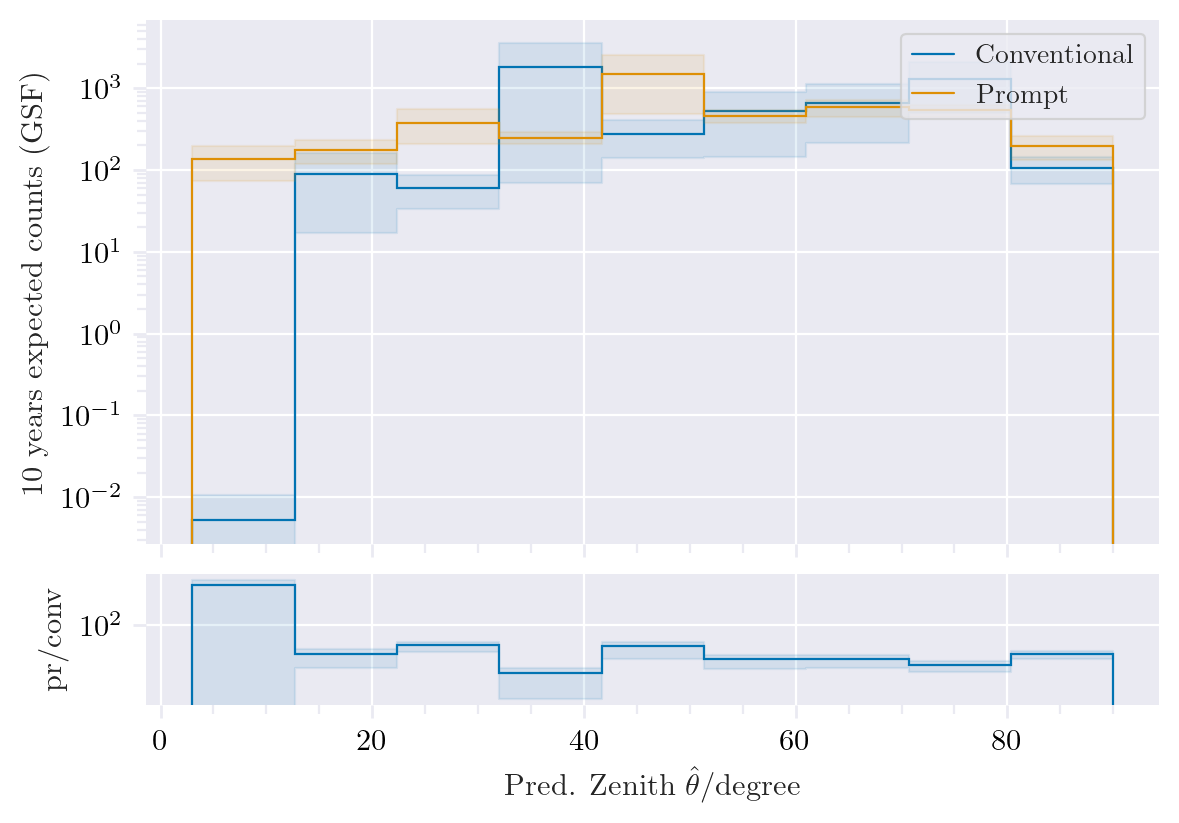 10 years expected counts (GSF)
10³
10²
10¹
10⁰
10⁻¹
10⁻²
Conventional
Prompt
pr/conv
10²
0 20 40 60 80
Pred. Zenith θ̂/degree